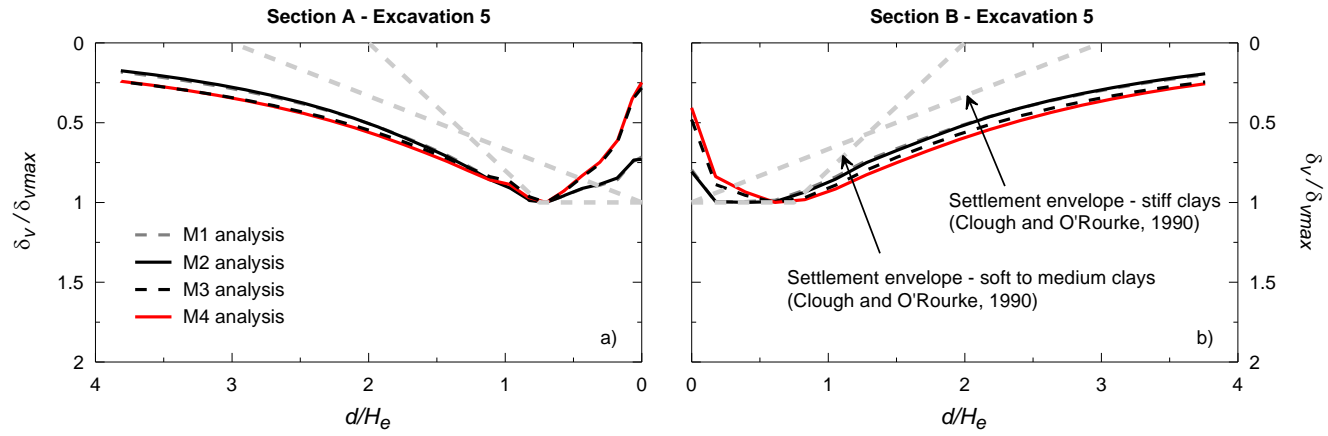 Section A - Excavation 5
Section B - Excavation 5
0
0.5
1
1.5
2
δv / δvmax
M1 analysis
M2 analysis
M3 analysis
M4 analysis
a)
4
3
2
1
0
d/He
Settlement envelope - stiff clays
(Clough and O'Rourke, 1990)
Settlement envelope - soft to medium clays
(Clough and O'Rourke, 1990)
b)
0
1
2
3
4
d/He
0
0.5
1
1.5
2
δv / δvmax